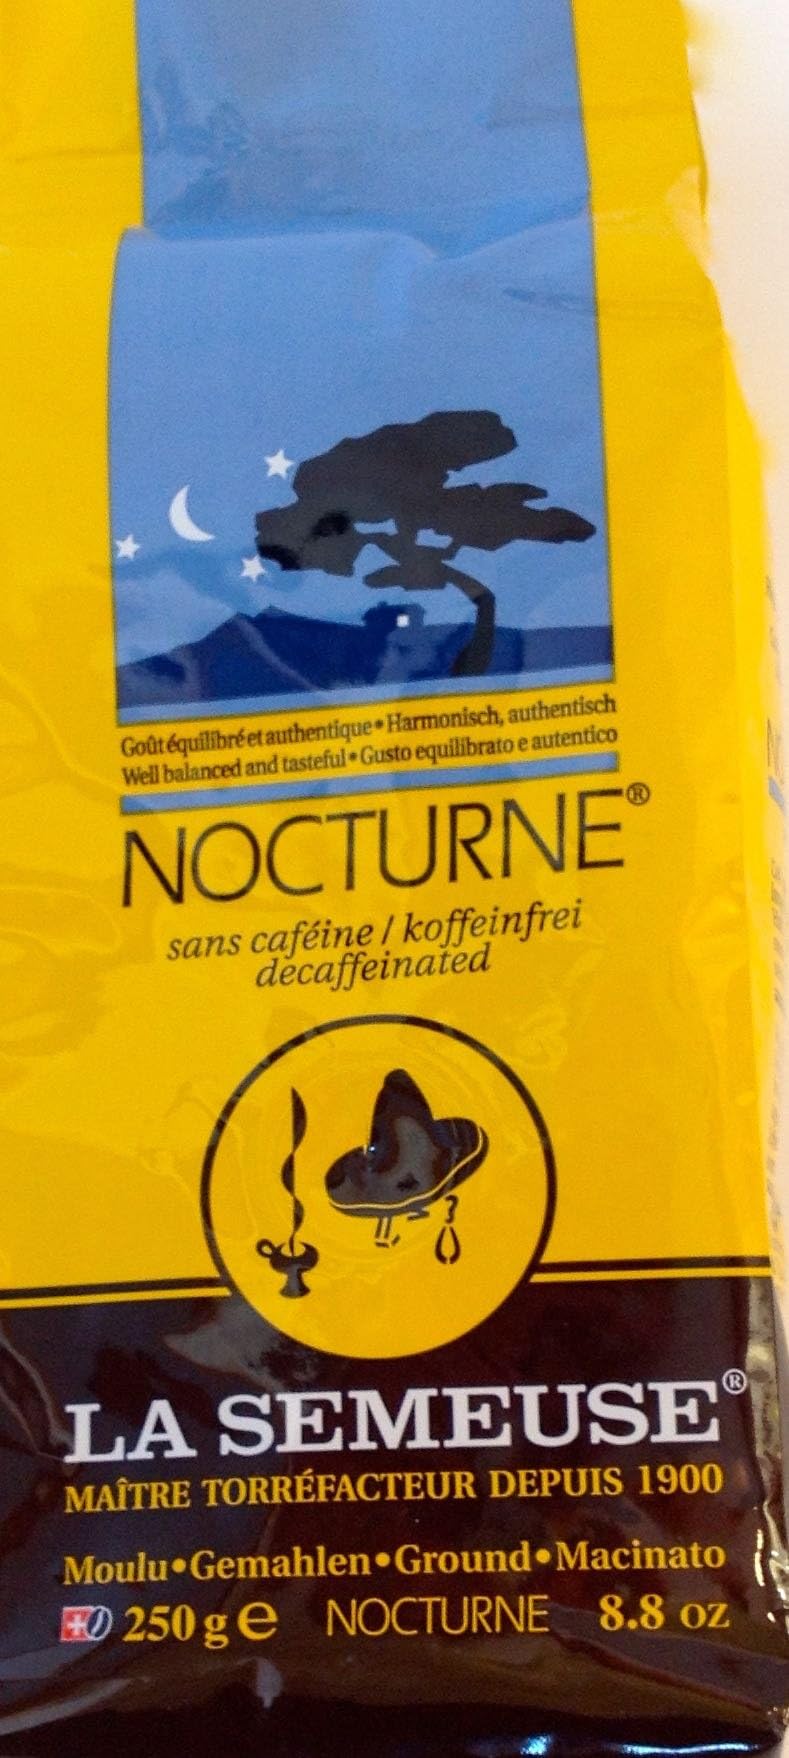 Goût équilibré et authentique • Harmonisch, authentisch
Well balanced and tasteful • Gusto equilibrato e autentico
NOCTURNE®
sans caféine / koffeinfrei
decaffeinated
LA SEMEUSE®
MAÎTRE TORRÉFACTEUR DEPUIS 1900
Moulu•Gemahlen•Ground•Macinato
250 g e NOCTURNE 8.8 oz